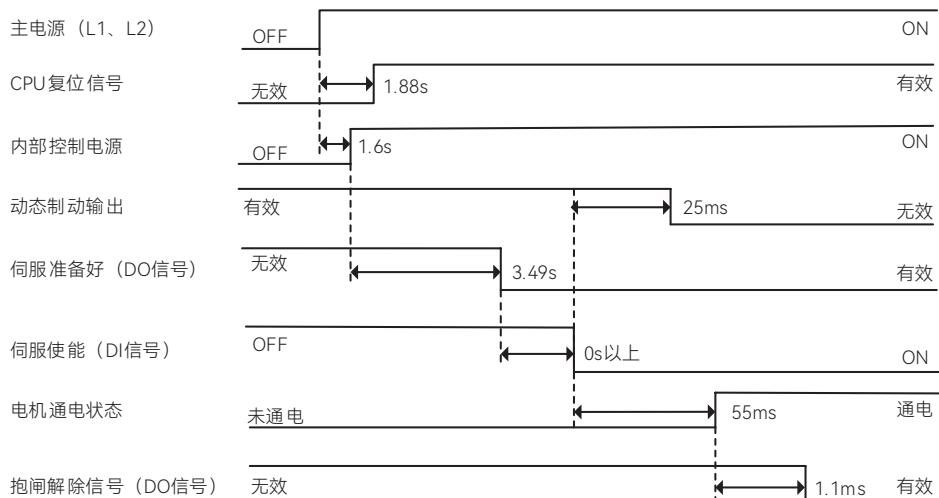 主电源（L1、L2） OFF ON
CPU复位信号 无效 1.88s 有效
内部控制电源 OFF 1.6s ON
动态制动输出 有效 25ms 无效
伺服准备好（DO信号） 无效 3.49s 有效
伺服使能（DI信号） OFF 0s以上 ON
电机通电状态 未通电 55ms 通电
抱闸解除信号（DO信号） 无效 1.1ms 有效